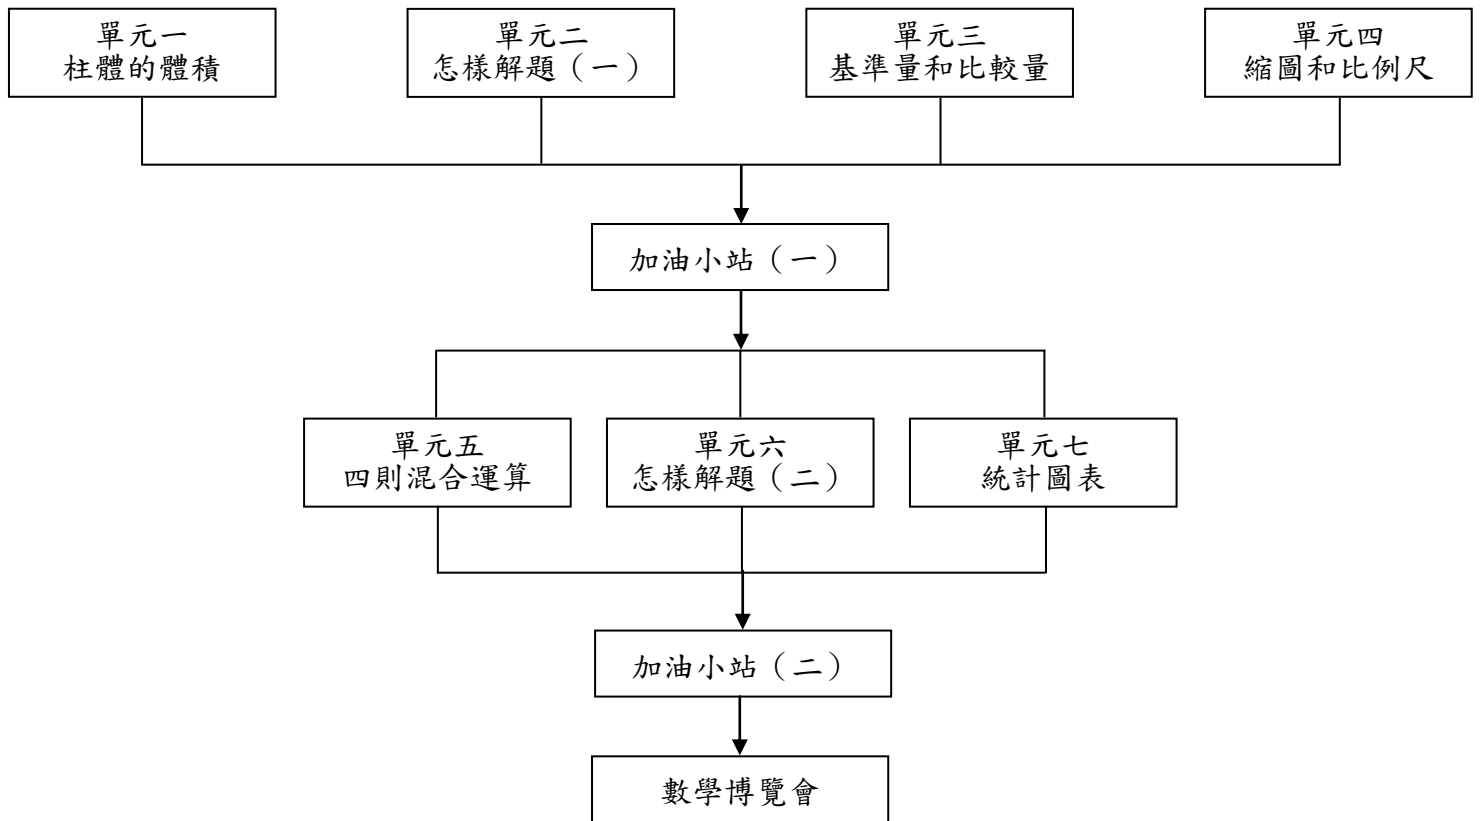 單元一
柱體的體積
單元二
怎樣解題（一）
單元三
基準量和比較量
單元四
縮圖和比例尺
加油小站（一）
單元五
四則混合運算
單元六
怎樣解題（二）
單元七
統計圖表
加油小站（二）
數學博覽會